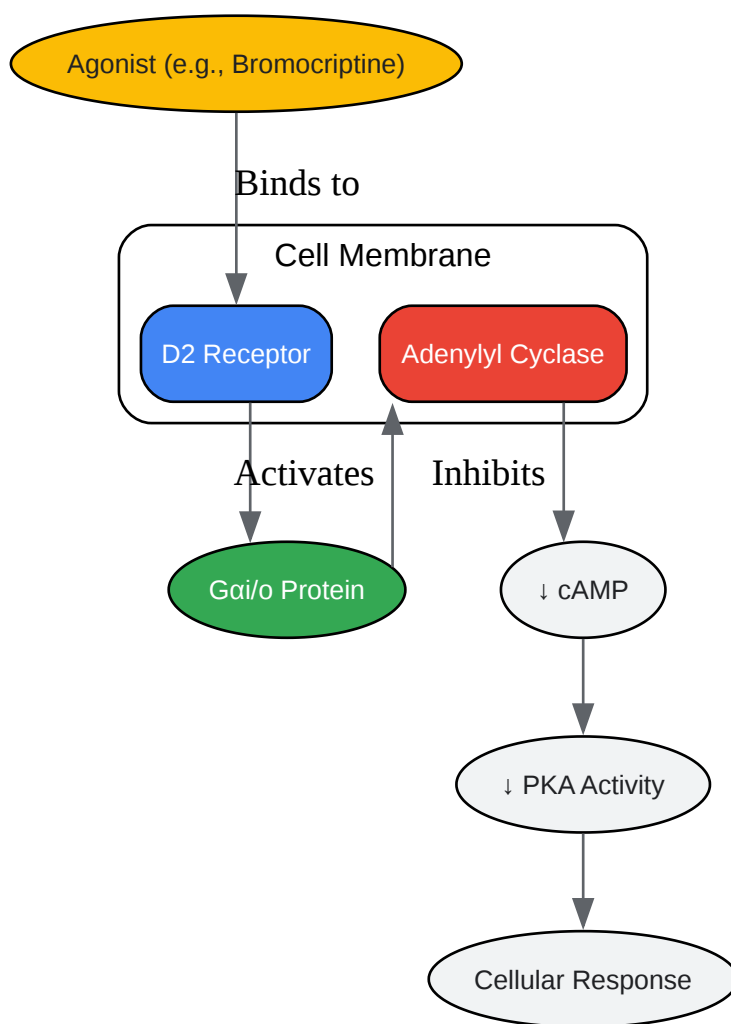 Agonist (e.g., Bromocriptine)
Binds to
Cell Membrane
D2 Receptor
Adenylyl Cyclase
Activates
Inhibits
Gαi/o Protein
↓ cAMP
↓ PKA Activity
Cellular Response